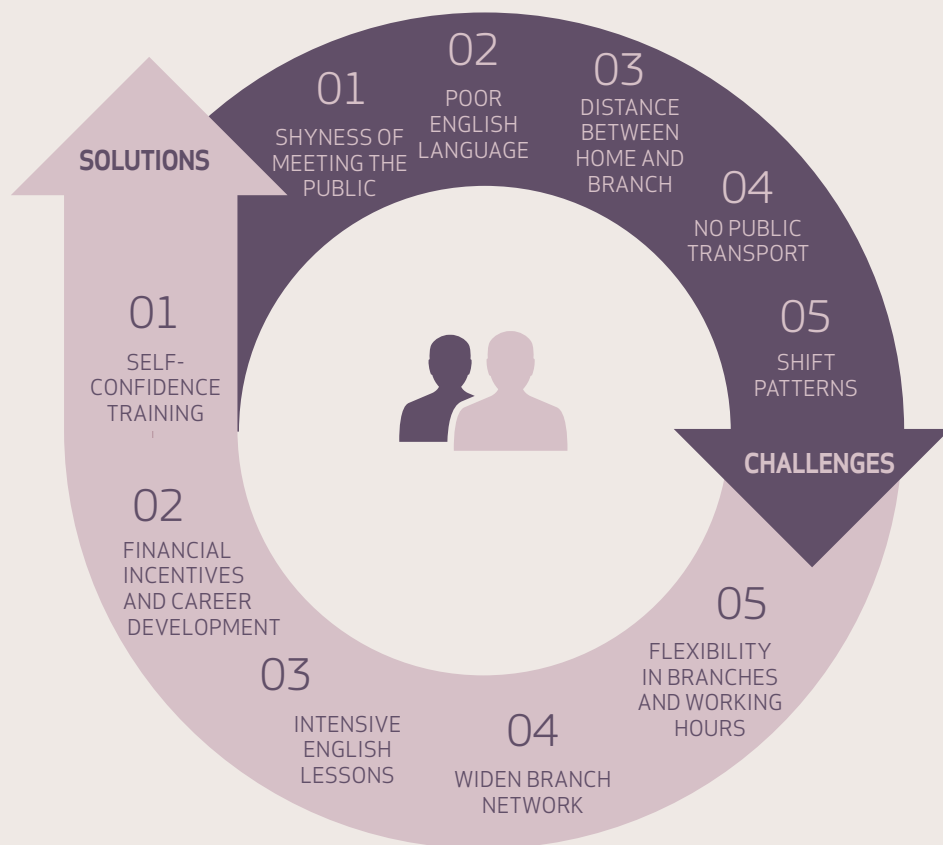 SOLUTIONS
01
SHYNESS OF
MEETING THE
PUBLIC
02
POOR
ENGLISH
LANGUAGE
03
DISTANCE
BETWEEN
HOME AND
BRANCH
04
NO PUBLIC
TRANSPORT
05
SHIFT
PATTERNS
CHALLENGES
01
SELF-
CONFIDENCE
TRAINING
02
FINANCIAL
INCENTIVES
AND CAREER
DEVELOPMENT
03
INTENSIVE
ENGLISH
LESSONS
04
WIDEN BRANCH
NETWORK
05
FLEXIBILITY
IN BRANCHES
AND WORKING
HOURS